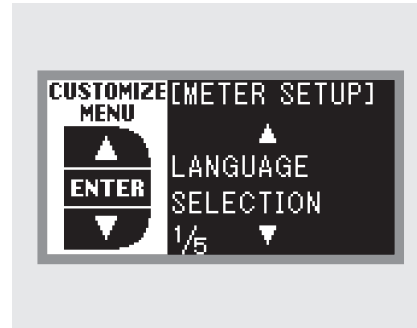 CUSTOMIZE
MENU
ENTER
[METER SETUP]
▲
LANGUAGE
SELECTION
1/5 ▼